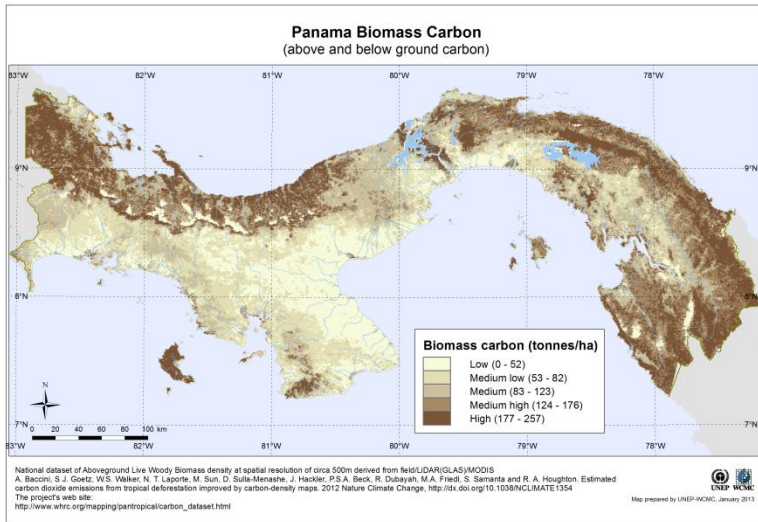 Panama Biomass Carbon
(above and below ground carbon)
83°W 82°W 81°W 80°W 79°W 78°W
9°N 9°N
8°N 8°N
7°N 7°N
Biomass carbon (tonnes/ha)
Low (0 - 52)
Medium low (53 - 82)
Medium (83 - 123)
Medium high (124 - 176)
High (177 - 257)
N
0 20 40 60 80 100 km
83°W 82°W 81°W 80°W 79°W 78°W
National dataset of Aboveground Live Woody Biomass density at spatial resolution of circa 500m derived from field/LiDAR(GLAS)/MODIS
A. Baccini, S J. Goetz, W.S. Walker, N. T. Laporte, M. Sun, D. Sulla-Menashe, J. Hackler, P.S.A. Beck, R. Dubayah, M.A. Friedl, S. Samanta and R. A. Houghton. Estimated
carbon dioxide emissions from tropical deforestation improved by carbon-density maps. 2012 Nature Climate Change, http://dx.doi.org/10.1038/NCLIMATE1354
The project's web site:
http://www.whrc.org/mapping/pantropical/carbon_dataset.html
UNEP WCMC
Map prepared by UNEP-WCMC, January 2013